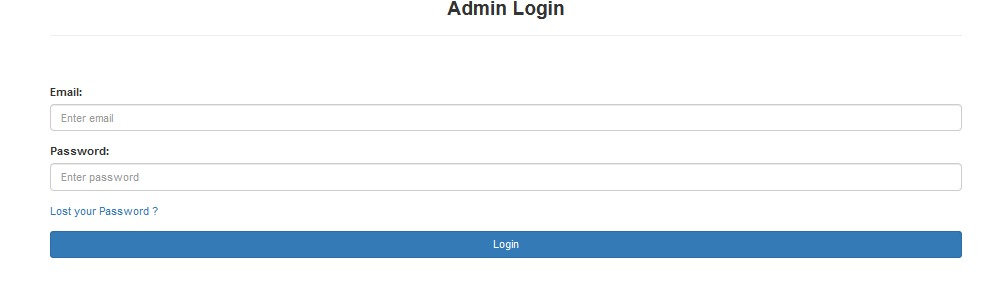 Admin Login
Email:
Enter email
Password:
Enter password
Lost your Password ?
Login